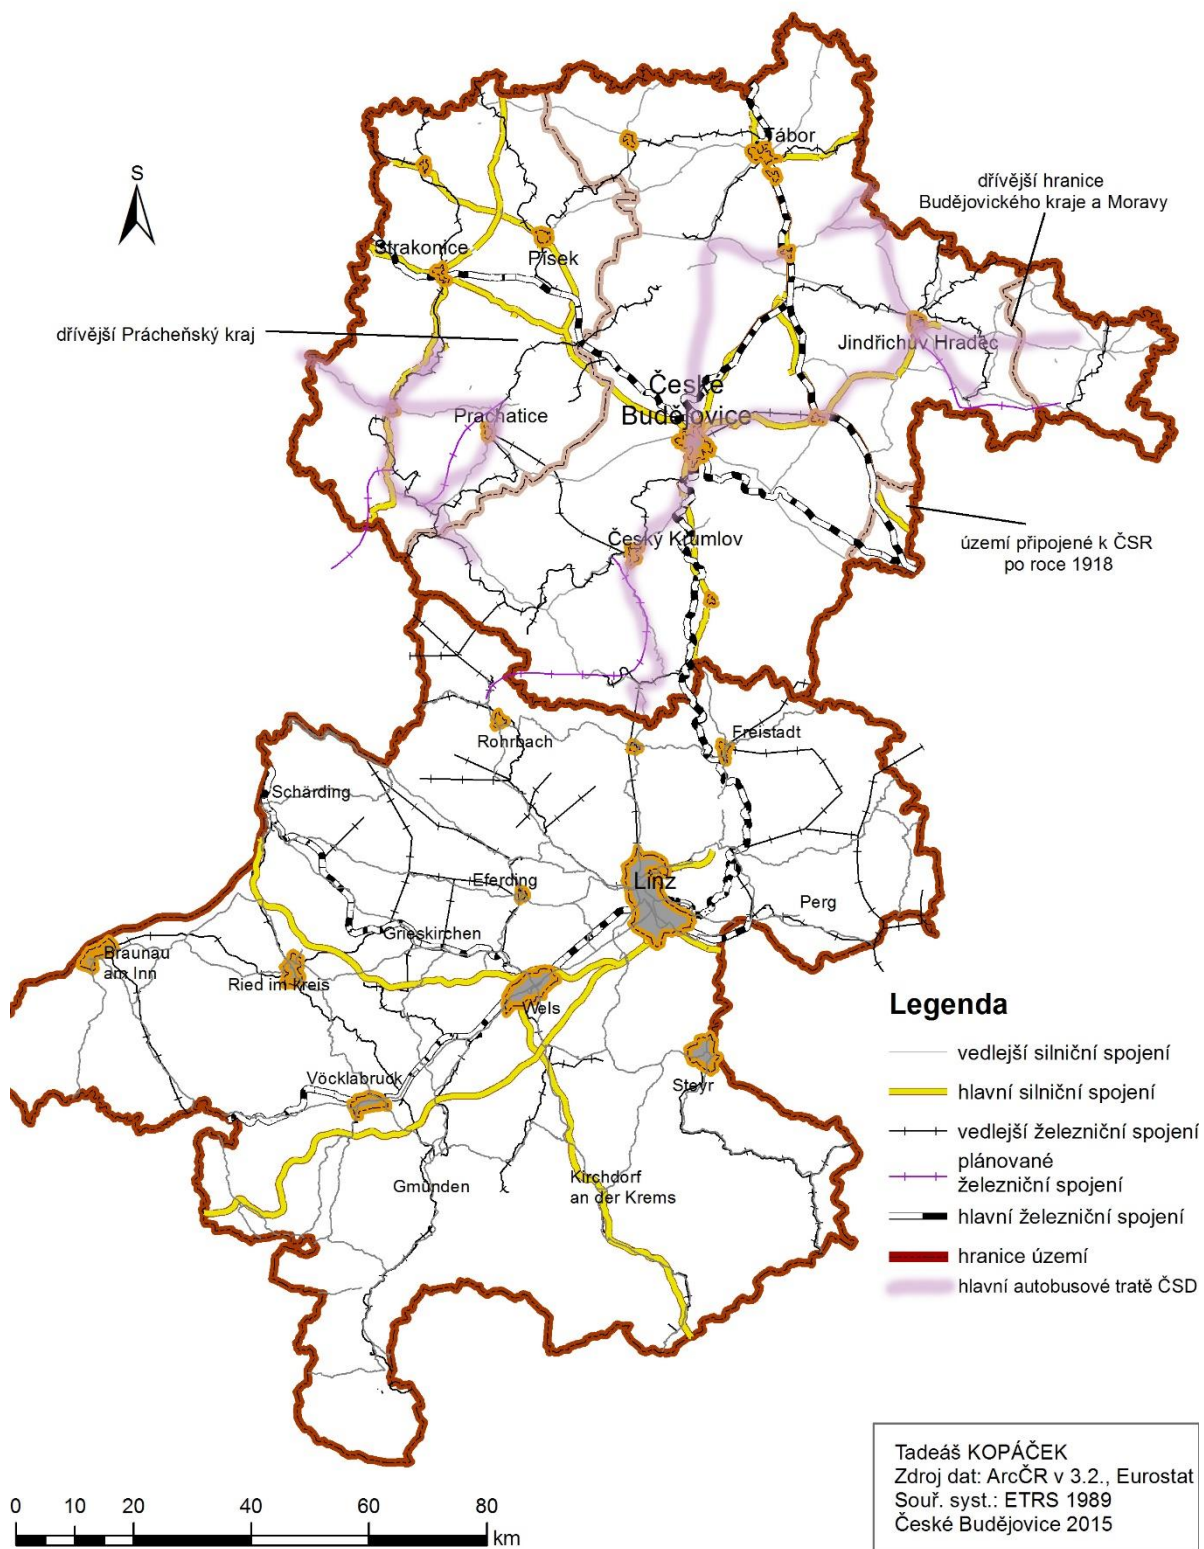 S
Tábor
dřívější hranice
Budějovického kraje a Moravy
Strakonice
Písek
dřívější Prácheňský kraj
Jindřichův Hradec
České
Budějovice
Prachatice
Český Krumlov
území připojené k ČSR
po roce 1918
Rohrbach
Freistadt
Schärding
Eferding
Linz
Perg
Grieskirchen
Braunau
am Inn
Ried im kreis
Wels
Steyr
Vöcklabruck
Gmunden
Kirchdorf
an der Krems
Legenda
vedlejší silniční spojení
hlavní silniční spojení
vedlejší železniční spojení
plánované
železniční spojení
hlavní železniční spojení
hranice území
hlavní autobusové tratě ČSD
Tadeáš KOPÁČEK
Zdroj dat: ArcČR v 3.2., Eurostat
Souř. syst.: ETRS 1989
České Budějovice 2015
0 10 20 40 60 80
km